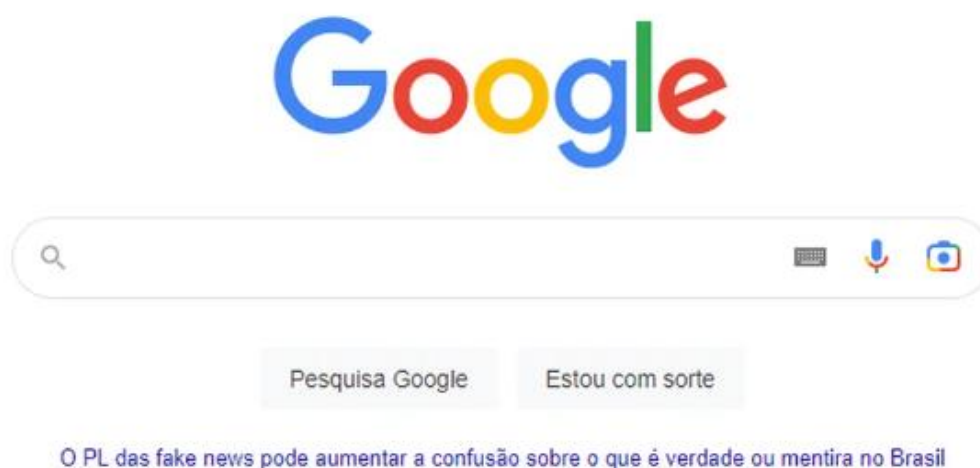 Google
Pesquisa Google
Estou com sorte
O PL das fake news pode aumentar a confusão sobre o que é verdade ou mentira no Brasil